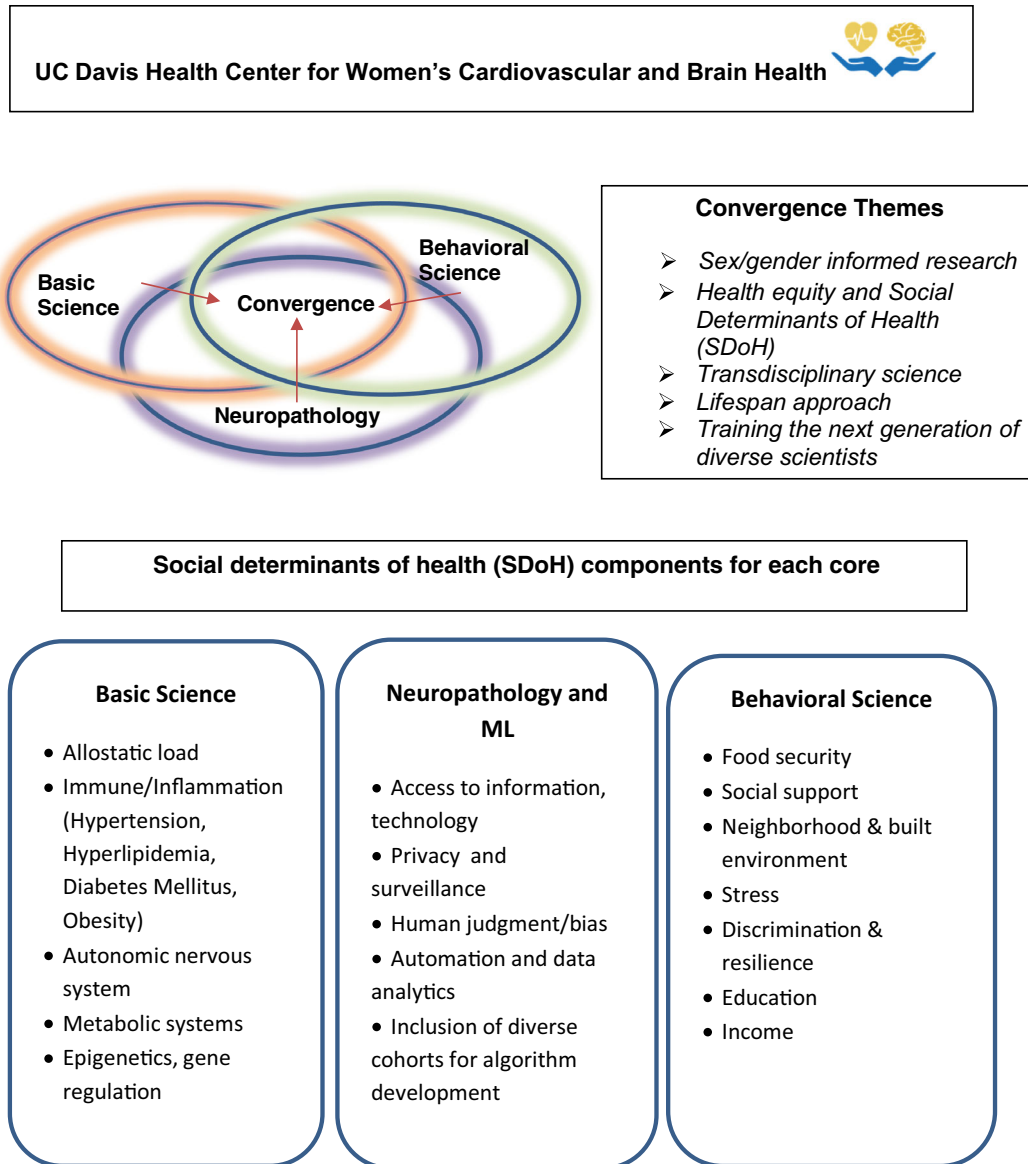 UC Davis Health Center for Women's Cardiovascular and Brain Health
Basic
Science
Behavioral
Science
Convergence
Neuropathology
Convergence Themes
➢ Sex/gender informed research
➢ Health equity and Social
Determinants of Health
(SDoH)
➢ Transdisciplinary science
➢ Lifespan approach
➢ Training the next generation of
diverse scientists
Social determinants of health (SDoH) components for each core
Basic Science
• Allostatic load
• Immune/Inflammation
(Hypertension,
Hyperlipidemia,
Diabetes Mellitus,
Obesity)
• Autonomic nervous
system
• Metabolic systems
• Epigenetics, gene
regulation
Neuropathology and
ML
• Access to information,
technology
• Privacy and
surveillance
• Human judgment/bias
• Automation and data
analytics
• Inclusion of diverse
cohorts for algorithm
development
Behavioral Science
• Food security
• Social support
• Neighborhood & built
environment
• Stress
• Discrimination &
resilience
• Education
• Income